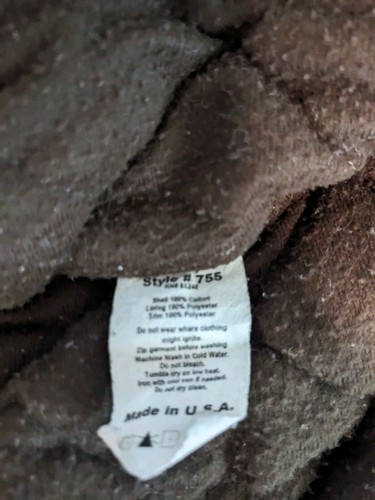 Style # 755
Shell 100% Cotton
Lining 100% Polyester
Trim 100% Polyester
Do not wear where clothing
might ignite.
Zip garment before washing
Machine Wash in Cold Water.
Do not bleach.
Tumble dry on low heat.
Iron with cool iron if needed.
Do not dry clean.
Made in U.S.A.